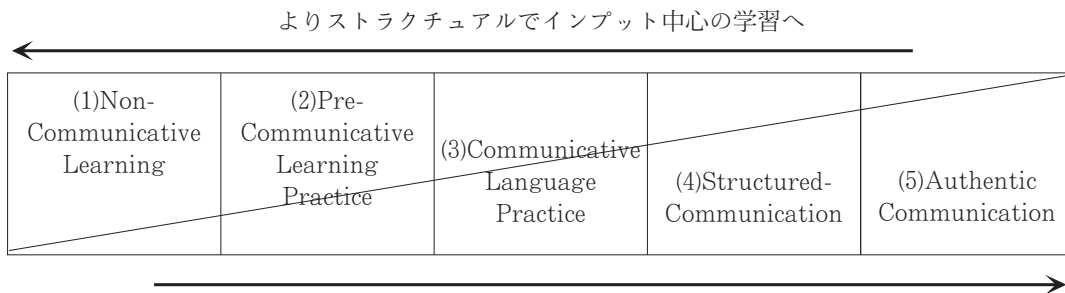 よりストラクチュアルでインプット中心の学習へ
(1)Non-
Communicative
Learning
(2)Pre-
Communicative
Learning
Practice
(3)Communicative
Language
Practice
(4)Structured-
Communication
(5)Authentic
Communication